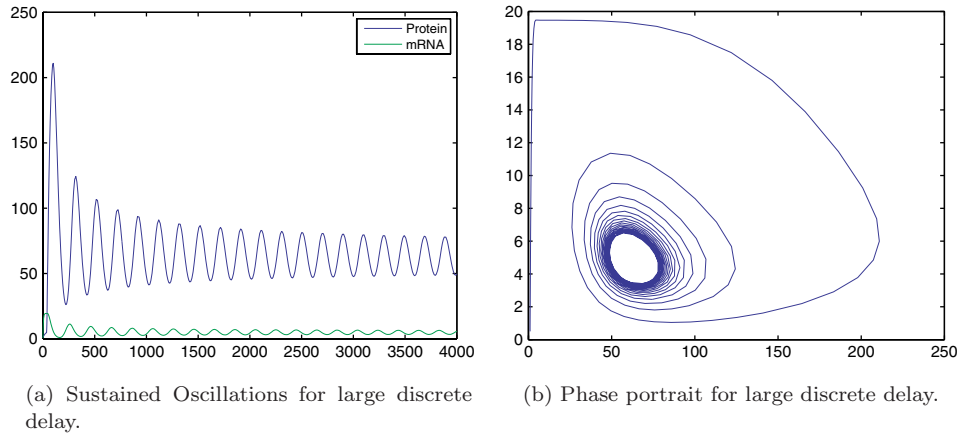 250
200
150
100
50
0
0 500 1000 1500 2000 2500 3000 3500 4000
Protein
mRNA
20
18
16
14
12
10
8
6
4
2
0
0 50 100 150 200 250
(a) Sustained Oscillations for large discrete
delay.
(b) Phase portrait for large discrete delay.